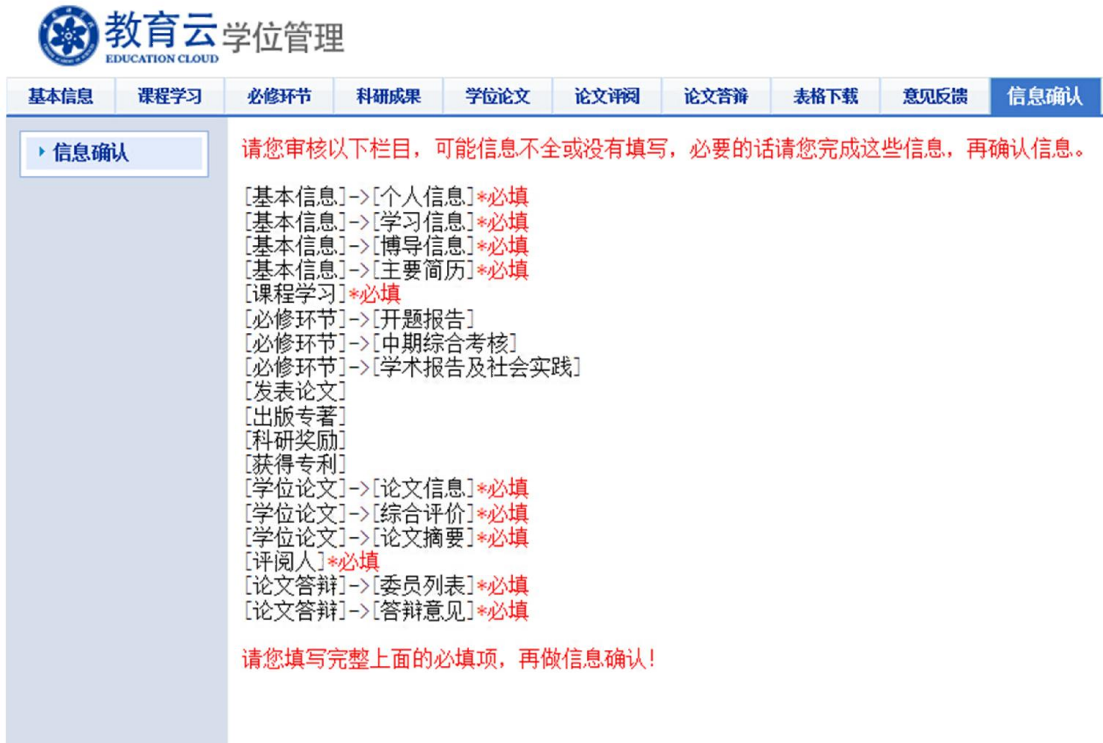 教育云 学位管理
EDUCATION CLOUD
基本信息 课程学习 必修环节 科研成果 学位论文 论文评阅 论文答辩 表格下载 意见反馈 信息确认
信息确认
请您审核以下栏目，可能信息不全或没有填写，必要的话请您完成这些信息，再确认信息。
[基本信息]->[个人信息]*必填
[基本信息]->[学习信息]*必填
[基本信息]->[博导信息]*必填
[基本信息]->[主要简历]*必填
[课程学习]*必填
[必修环节]->[开题报告]
[必修环节]->[中期综合考核]
[必修环节]->[学术报告及社会实践]
[发表论文]
[出版专著]
[科研奖励]
[获得专利]
[学位论文]->[论文信息]*必填
[学位论文]->[综合评价]*必填
[学位论文]->[论文摘要]*必填
[评阅人]*必填
[论文答辩]->[委员列表]*必填
[论文答辩]->[答辩意见]*必填
请您填写完整上面的必填项，再做信息确认！